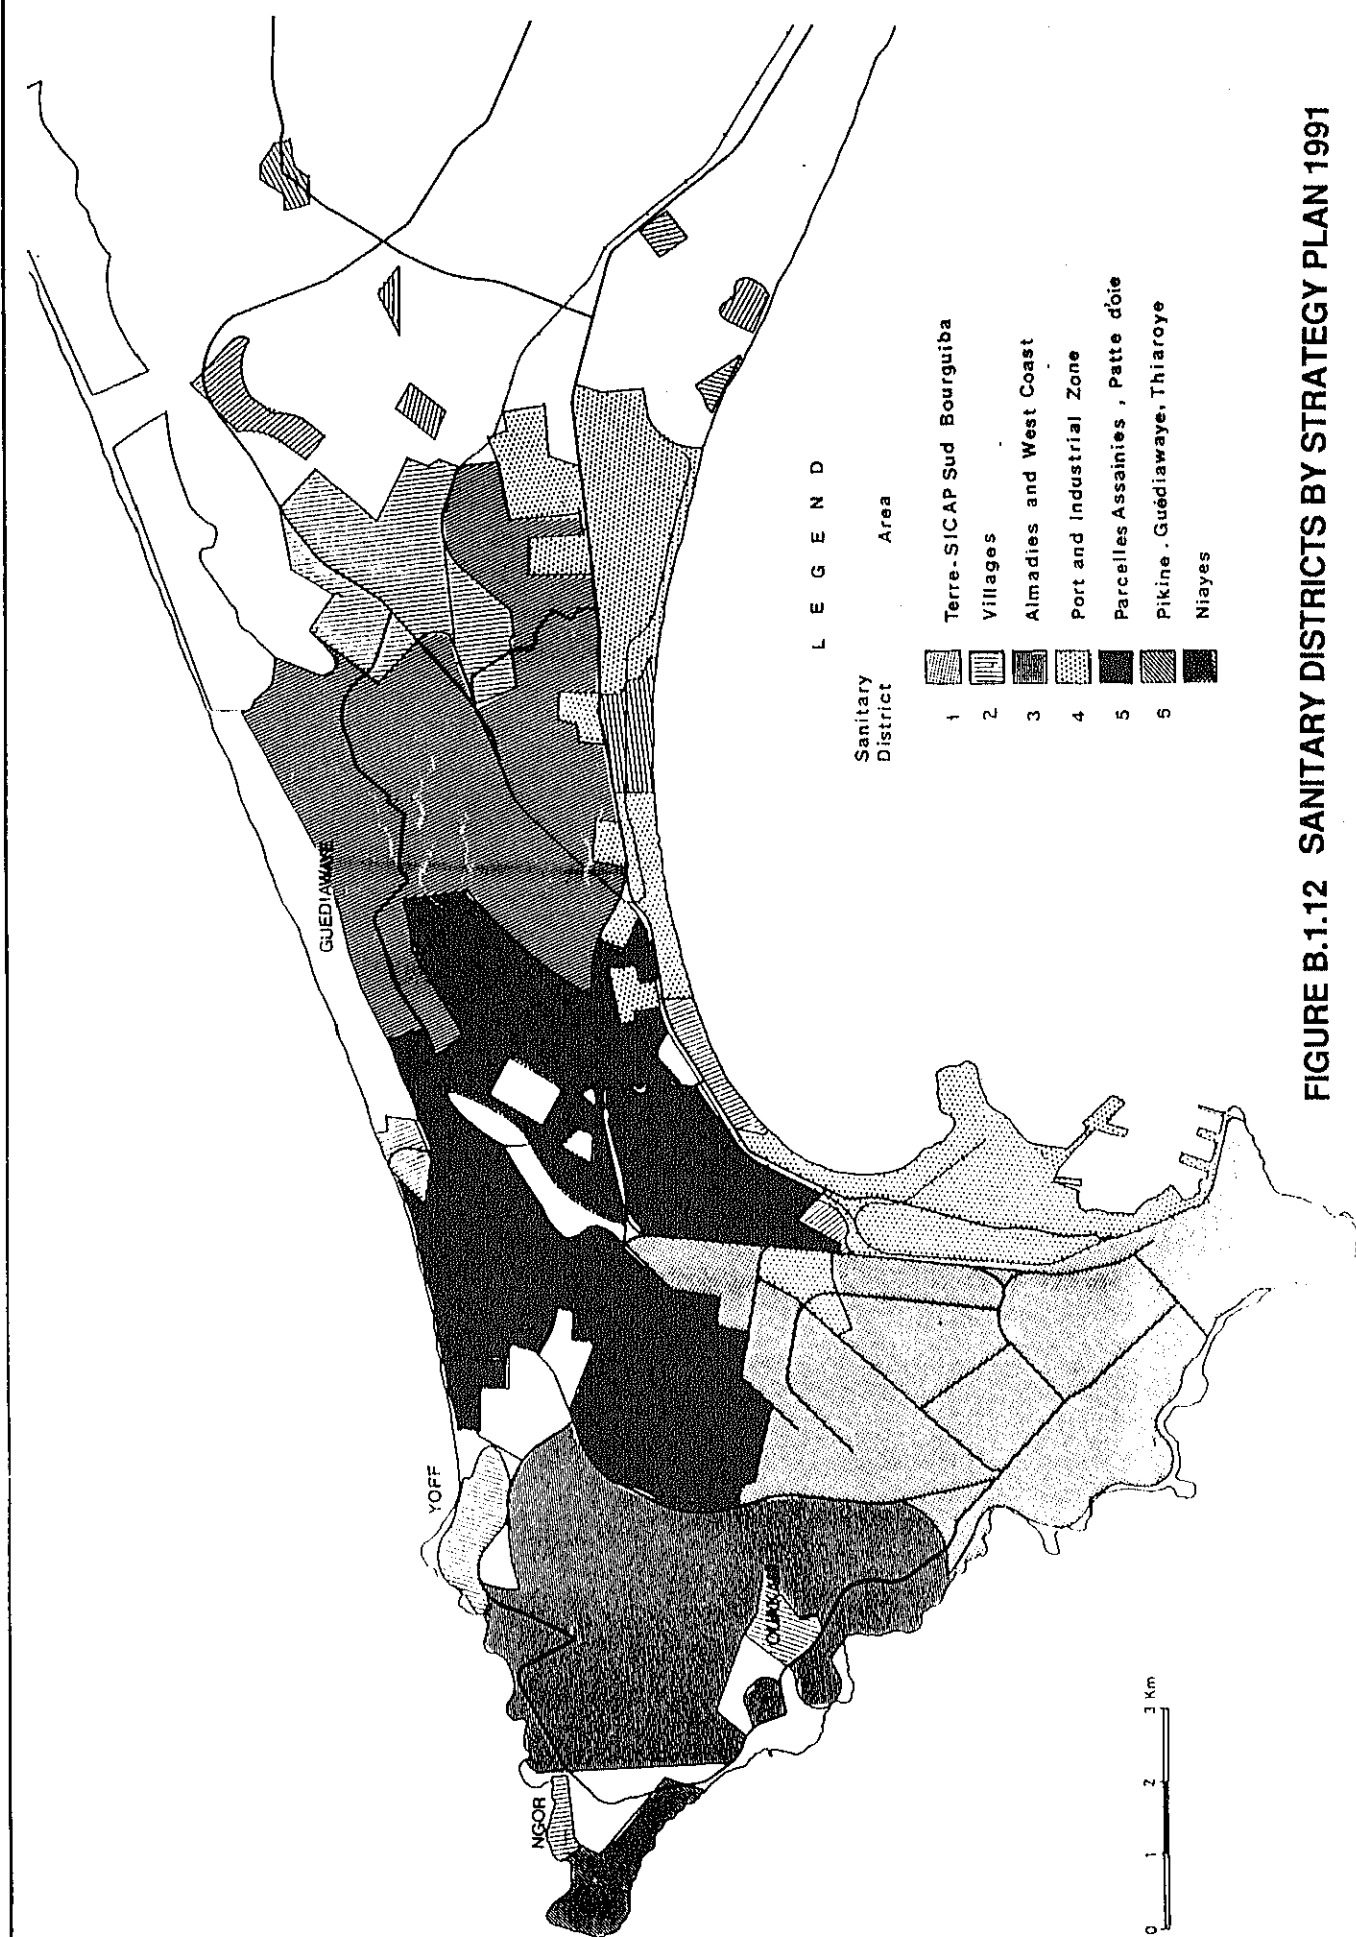 GUEDIAWAYE
YOFF
NGOR
OUAKAM
L E G E N D
Sanitary District
Area
1 Terre-SICAP Sud Bourguiba
2 Villages
3 Almadies and West Coast
4 Port and Industrial Zone
5 Parcelles Assainies , Patte d'oie
6 Pikine . Guédiawaye, Thiaroye
Niayes
0 1 2 3 Km
FIGURE B.1.12 SANITARY DISTRICTS BY STRATEGY PLAN 1991